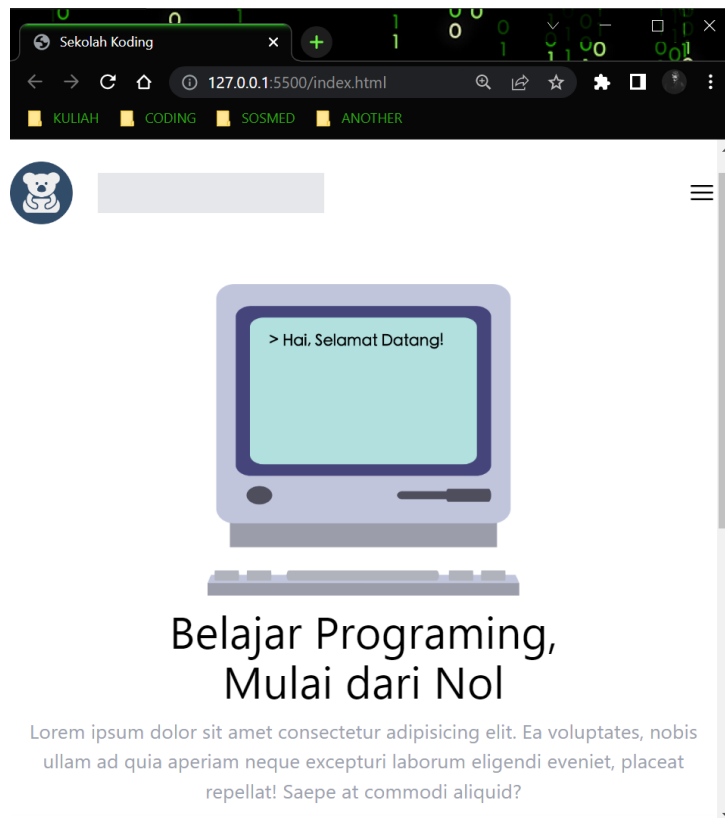 Sekolah Koding
127.0.0.1:5500/index.html
KULIAH CODING SOSMED ANOTHER
> Hai, Selamat Datang!
Belajar Programing,
Mulai dari Nol
Lorem ipsum dolor sit amet consectetur adipisicing elit. Ea voluptates, nobis
ullam ad quia aperiam neque excepturi laborum eligendi eveniet, placeat
repellat! Saepe at commodi aliquid?